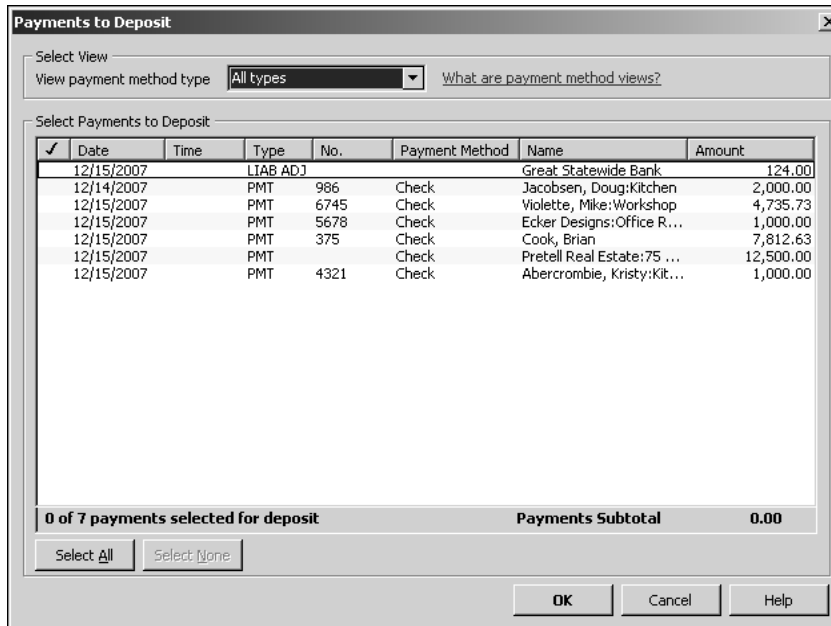 Payments to Deposit
Select View
View payment method type All types What are payment method views?
Select Payments to Deposit
✓ Date Time Type No. Payment Method Name Amount
12/15/2007 LIAB ADJ Great Statewide Bank 124.00
12/14/2007 PMT 986 Check Jacobsen, Doug:Kitchen 2,000.00
12/15/2007 PMT 6745 Check Violette, Mike:Workshop 4,735.73
12/15/2007 PMT 5678 Check Ecker Designs:Office R... 1,000.00
12/15/2007 PMT 375 Check Cook, Brian 7,812.63
12/15/2007 PMT Check Pretell Real Estate:75 ... 12,500.00
12/15/2007 PMT 4321 Check Abercrombie, Kristy:Kit... 1,000.00
0 of 7 payments selected for deposit Payments Subtotal 0.00
Select All Select None
OK Cancel Help